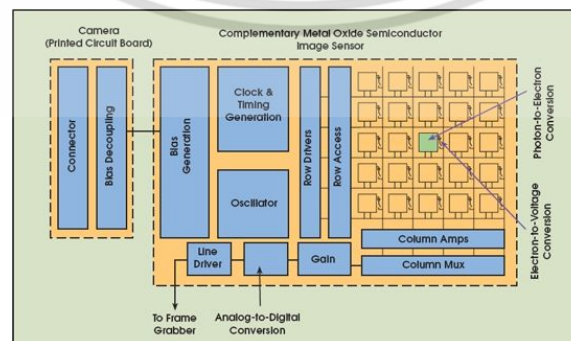 Camera
(Printed Circuit Board)
Complementary Metal Oxide Semiconductor
Image Sensor
Connector
Bias Decoupling
Bias
Generation
Clock &
Timing
Generation
Oscillator
Row Drivers
Row Access
Photon-to-Electron
Conversion
Electron-to-Voltage
Conversion
Column Amps
Column Mux
Line
Driver
Gain
To Frame
Grabber
Analog-to-Digital
Conversion